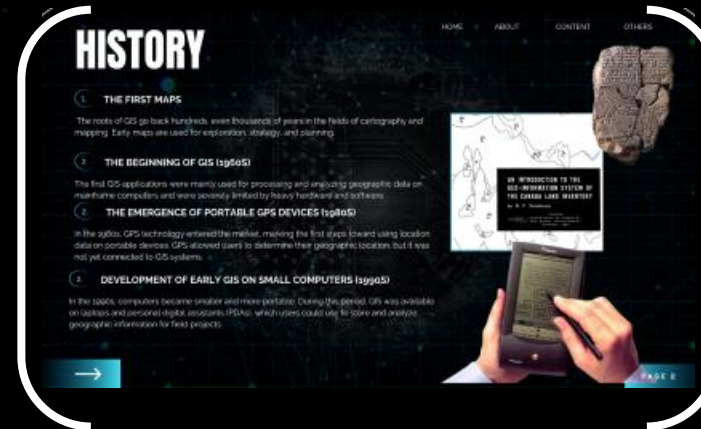 HISTORY
HOME
ABOUT
CONTENT
OTHERS
1. THE FIRST MAPS
The roots of GIS go back hundreds, even thousands of years in the fields of cartography and
mapping. Early maps are used for exploration, strategy, and planning.
2. THE BEGINNING OF GIS (1960S)
The first GIS applications were mainly used for processing and analyzing geographic data on
mainframe computers and were severely limited by heavy hardware and software.
2. THE EMERGENCE OF PORTABLE GPS DEVICES (1980S)
In the 1980s, GPS technology entered the market, marking the first steps toward using location
data on portable devices. GPS allowed users to determine their geographic location, but it was
not yet connected to GIS systems.
2. DEVELOPMENT OF EARLY GIS ON SMALL COMPUTERS (1990S)
In the 1990s, computers became smaller and more portable. During this period, GIS was available
on laptops and personal digital assistants (PDAs), which users could use to store and analyze
geographic information for field projects.
AN INTRODUCTION TO THE
GEO-INFORMATION SYSTEM OF
THE CANADA LAND INVENTORY
by R. F. Tomlinson
PAGE 2